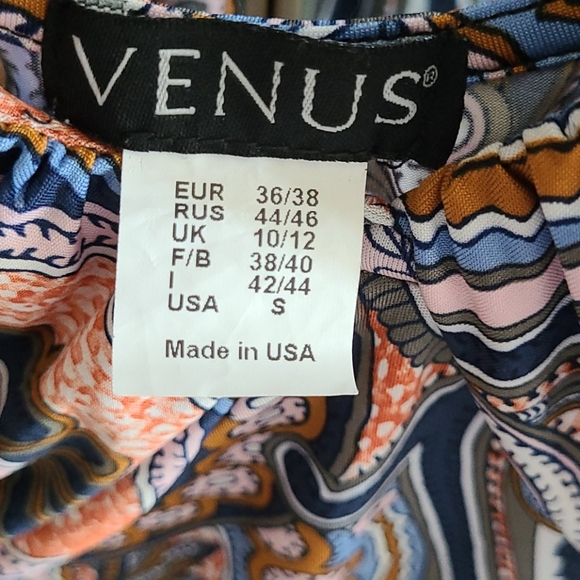 VENUS®
EUR 36/38
RUS 44/46
UK 10/12
F/B 38/40
I 42/44
USA S
Made in USA